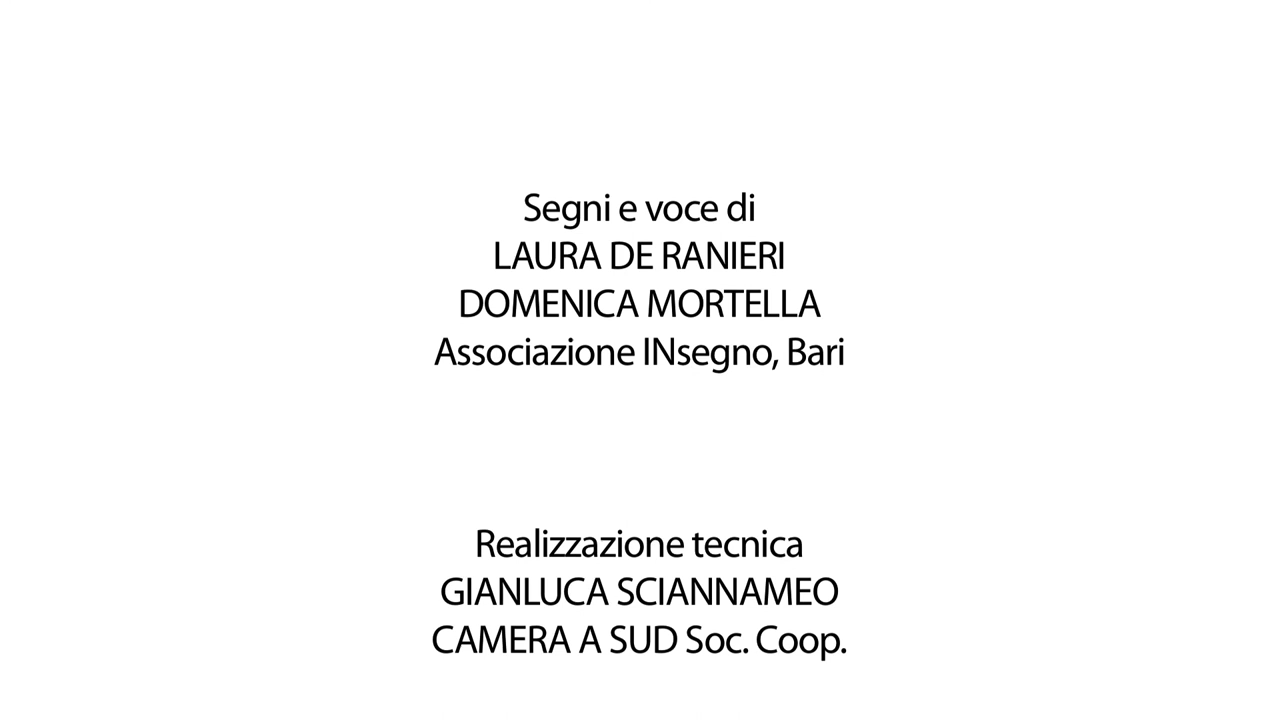 Segni e voce di
LAURA DE RANIERI
DOMENICA MORTELLA
Associazione INsegno, Bari
Realizzazione tecnica
GIANLUCA SCIANNAMEO
CAMERA A SUD Soc. Coop.